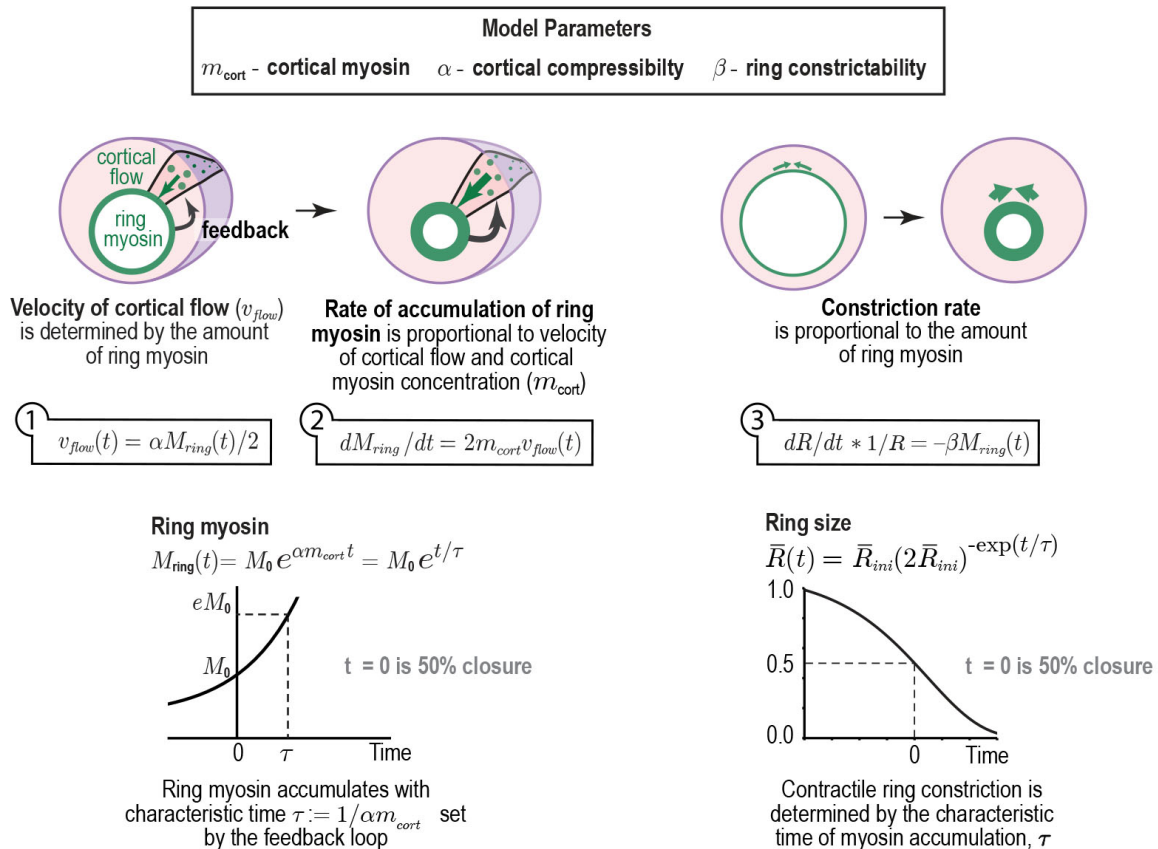 Model Parameters
m_cort - cortical myosin α - cortical compressibilty β - ring constrictability
cortical
flow
ring
myosin
feedback
Velocity of cortical flow (v_flow)
is determined by the amount
of ring myosin
Rate of accumulation of ring
myosin is proportional to velocity
of cortical flow and cortical
myosin concentration (m_cort)
Constriction rate
is proportional to the amount
of ring myosin
1
v_flow(t) = αM_ring(t)/2
2
dM_ring/dt = 2m_cort v_flow(t)
3
dR/dt * 1/R = –βM_ring(t)
Ring myosin
M_ring(t) = M_0 e^{αm_cort t} = M_0 e^{t/τ}
eM_0
M_0
t = 0 is 50% closure
0
τ
Time
Ring myosin accumulates with
characteristic time τ := 1/αm_cort set
by the feedback loop
Ring size
R̄(t) = R̄_ini(2R̄_ini)^{-exp(t/τ)}
1.0
0.5
0.0
t = 0 is 50% closure
0
Time
Contractile ring constriction is
determined by the characteristic
time of myosin accumulation, τ